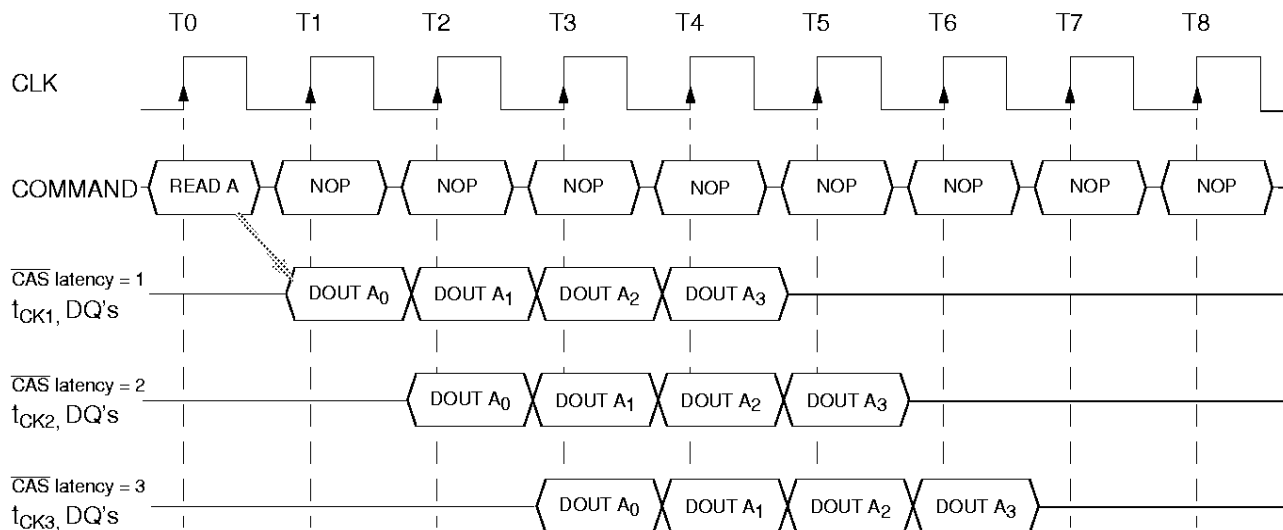 T0 T1 T2 T3 T4 T5 T6 T7 T8
CLK
COMMAND READ A NOP NOP NOP NOP NOP NOP NOP NOP
CAS latency = 1
tCK1, DQ's DOUT A0 DOUT A1 DOUT A2 DOUT A3
CAS latency = 2
tCK2, DQ's DOUT A0 DOUT A1 DOUT A2 DOUT A3
CAS latency = 3
tCK3, DQ's DOUT A0 DOUT A1 DOUT A2 DOUT A3